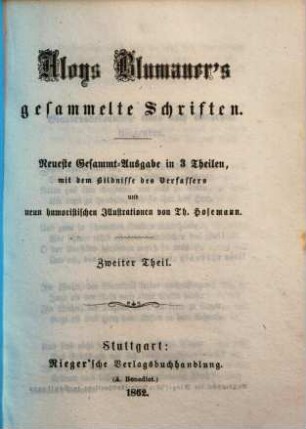 Aloys Blumauer's
gesammelte Schriften.
Neueste Gesammt-Ausgabe in 3 Theilen,
mit dem Bildnisse des Verfassers
und
neun humoristischen Illustrationen von Th. Hosemann.
Zweiter Theil.
Stuttgart:
Rieger'sche Verlagsbuchhandlung.
(A. Benedict.)
1862.